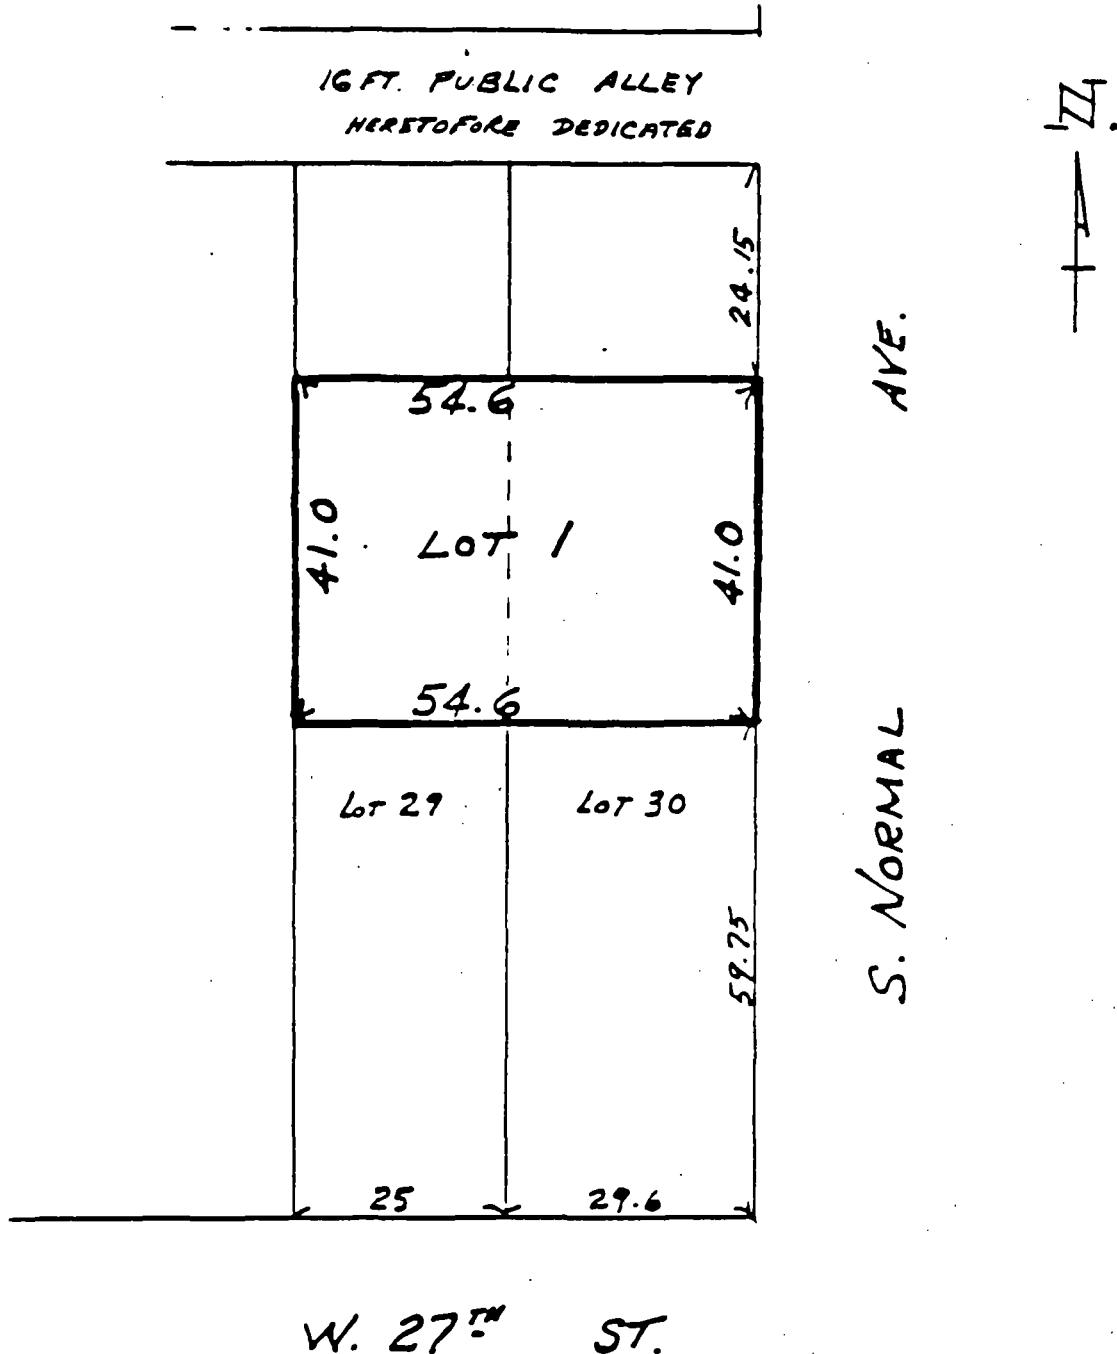 16 FT. PUBLIC ALLEY
HERETOFORE DEDICATED
N.
24.15
AVE.
54.6
41.0
LOT 1
41.0
54.6
LOT 29
LOT 30
S. NORMAL
59.75
25
29.6
W. 27TH ST.